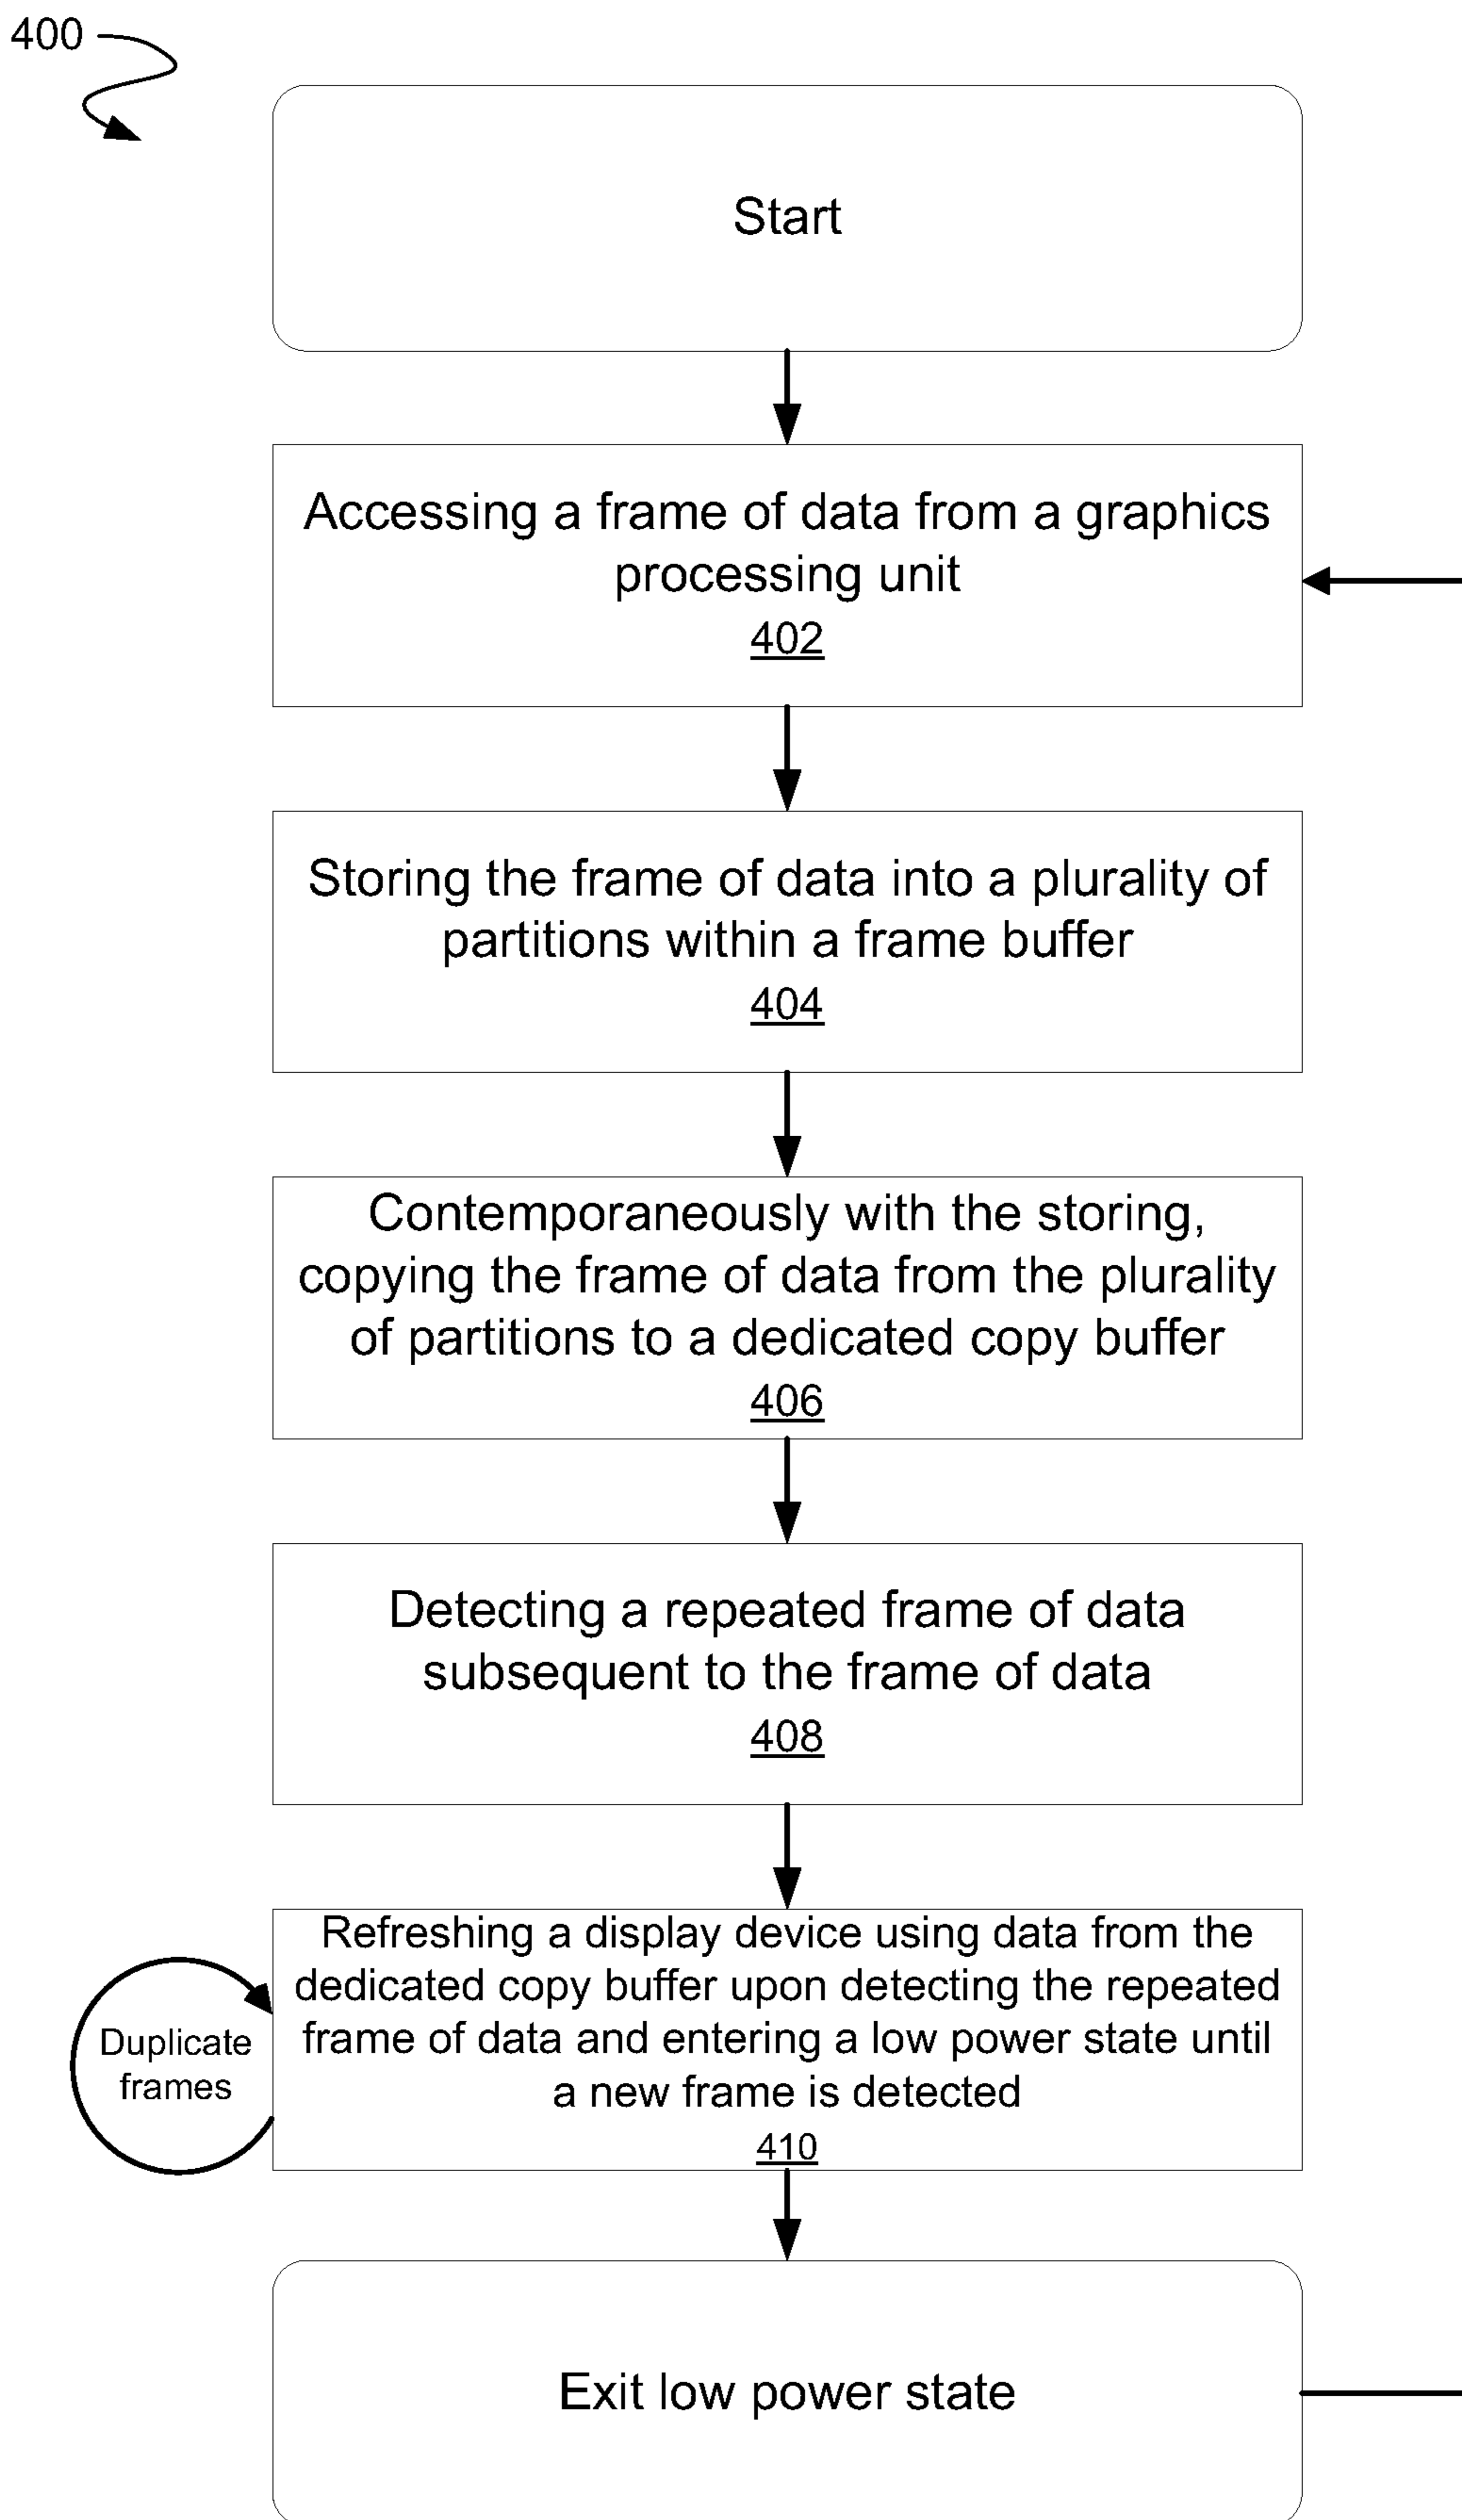 400
Start
Accessing a frame of data from a graphics
processing unit
402
Storing the frame of data into a plurality of
partitions within a frame buffer
404
Contemporaneously with the storing,
copying the frame of data from the plurality
of partitions to a dedicated copy buffer
406
Detecting a repeated frame of data
subsequent to the frame of data
408
Refreshing a display device using data from the
dedicated copy buffer upon detecting the repeated
frame of data and entering a low power state until
a new frame is detected
410
Duplicate
frames
Exit low power state